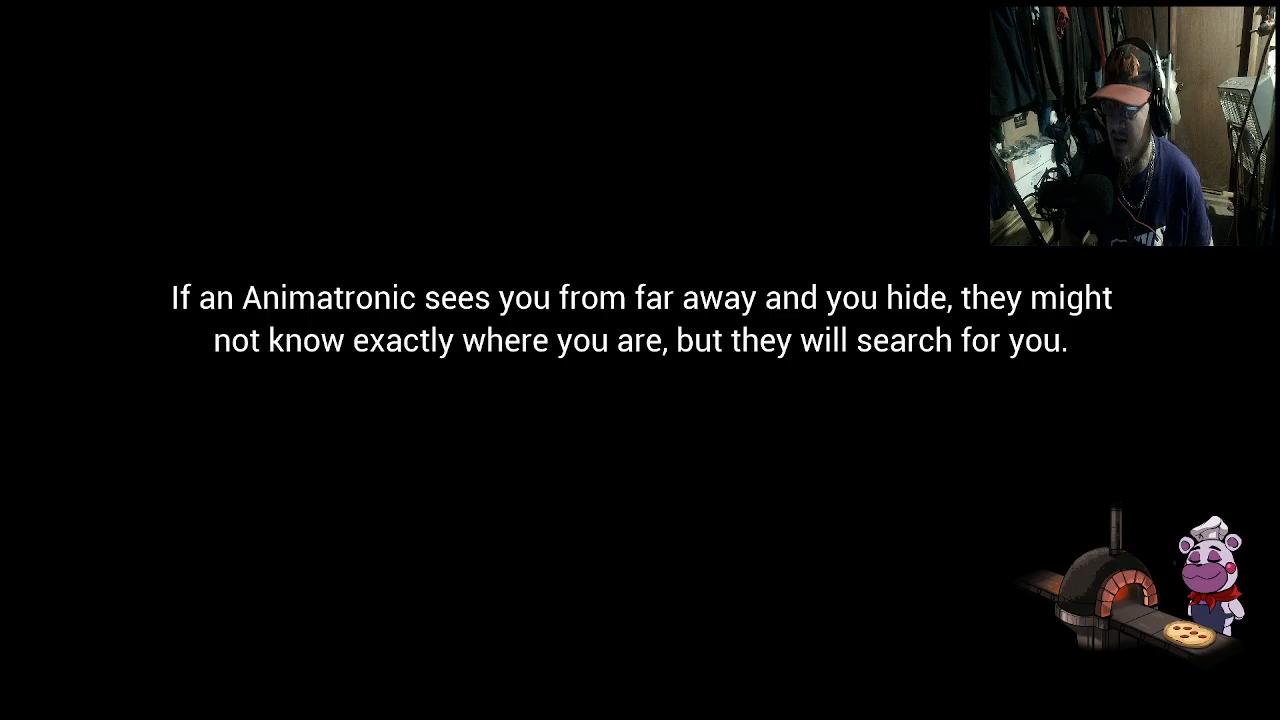 If an Animatronic sees you from far away and you hide, they might
not know exactly where you are, but they will search for you.